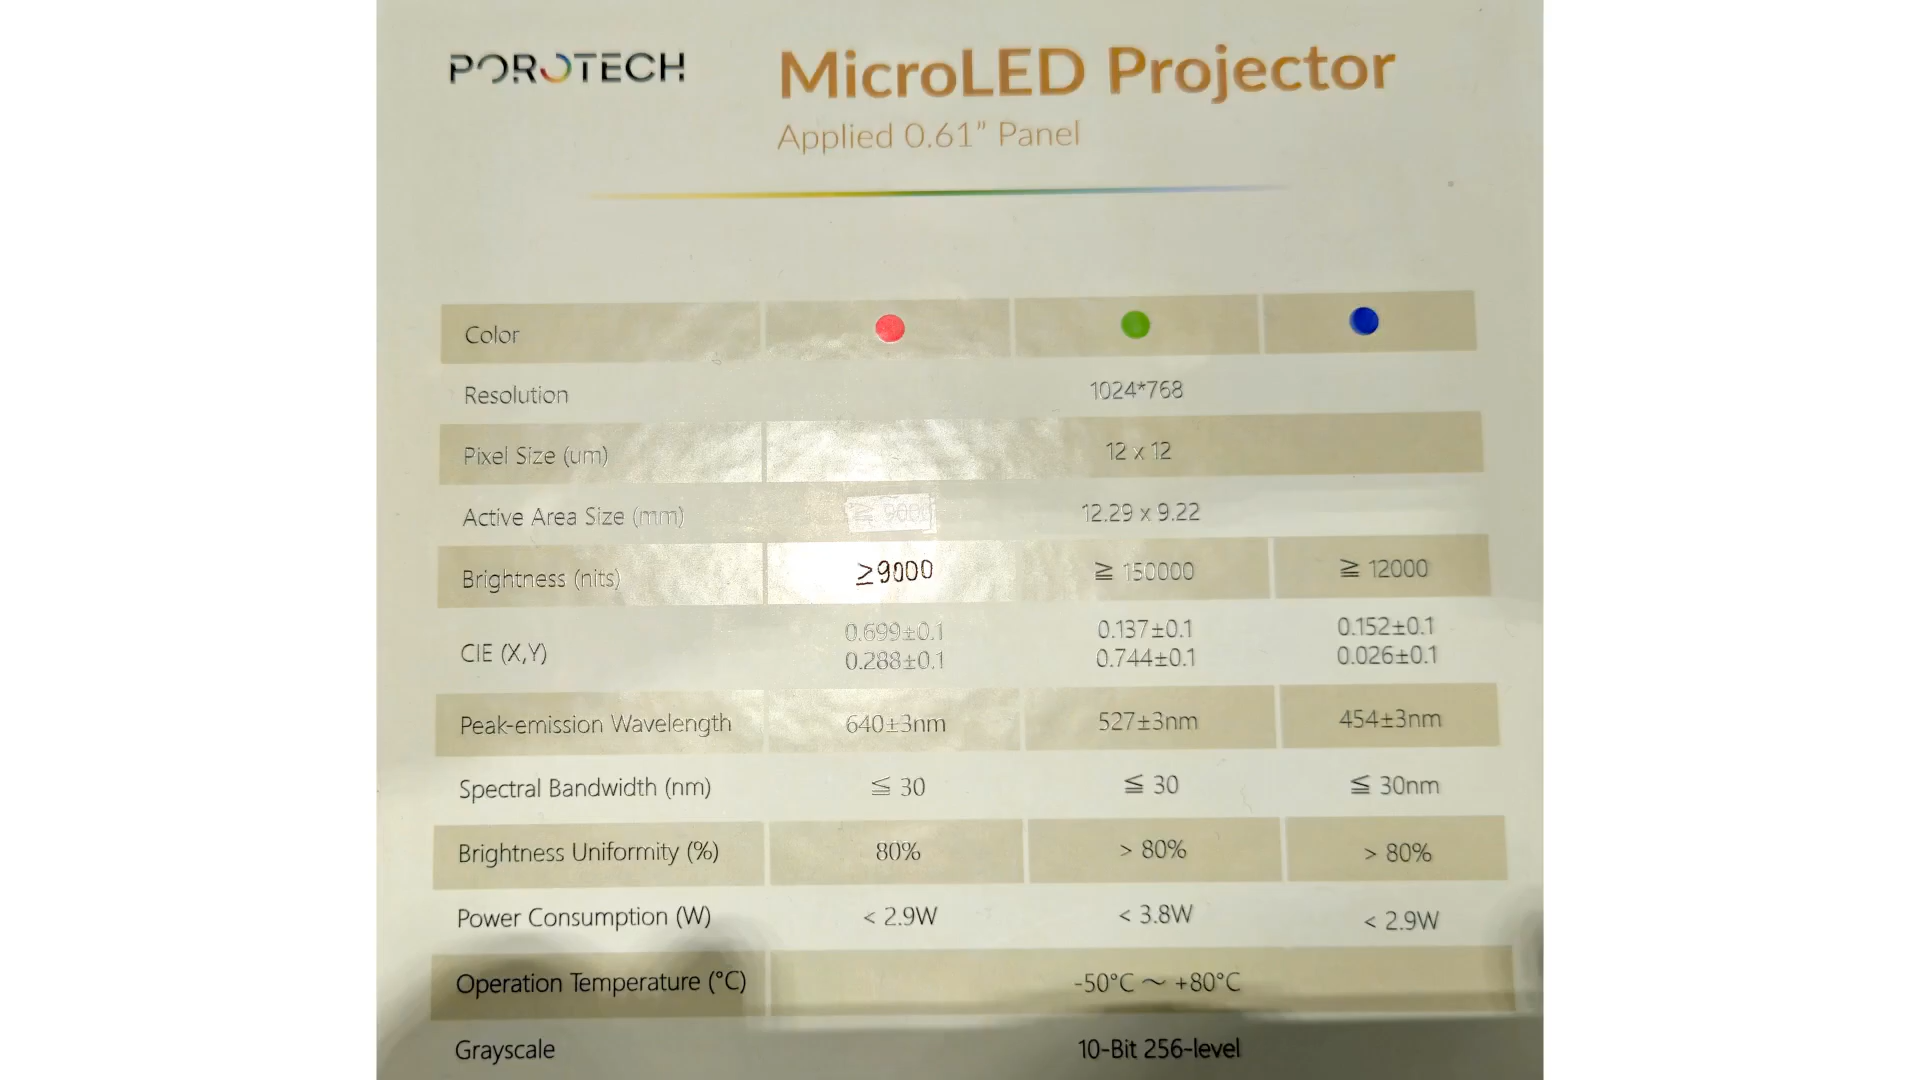 POROTECH
MicroLED Projector
Applied 0.61” Panel
Color
Resolution 1024*768
Pixel Size (um) 12 x 12
Active Area Size (mm) ≧ 9000 12.29 x 9.22
Brightness (nits) ≥9000 ≧ 150000 ≧ 12000
CIE (X,Y) 0.699±0.1 0.137±0.1 0.152±0.1
0.288±0.1 0.744±0.1 0.026±0.1
Peak-emission Wavelength 640±3nm 527±3nm 454±3nm
Spectral Bandwidth (nm) ≦ 30 ≦ 30 ≦ 30nm
Brightness Uniformity (%) 80% > 80% > 80%
Power Consumption (W) < 2.9W < 3.8W < 2.9W
Operation Temperature (°C) -50°C ~ +80°C
Grayscale 10-Bit 256-level